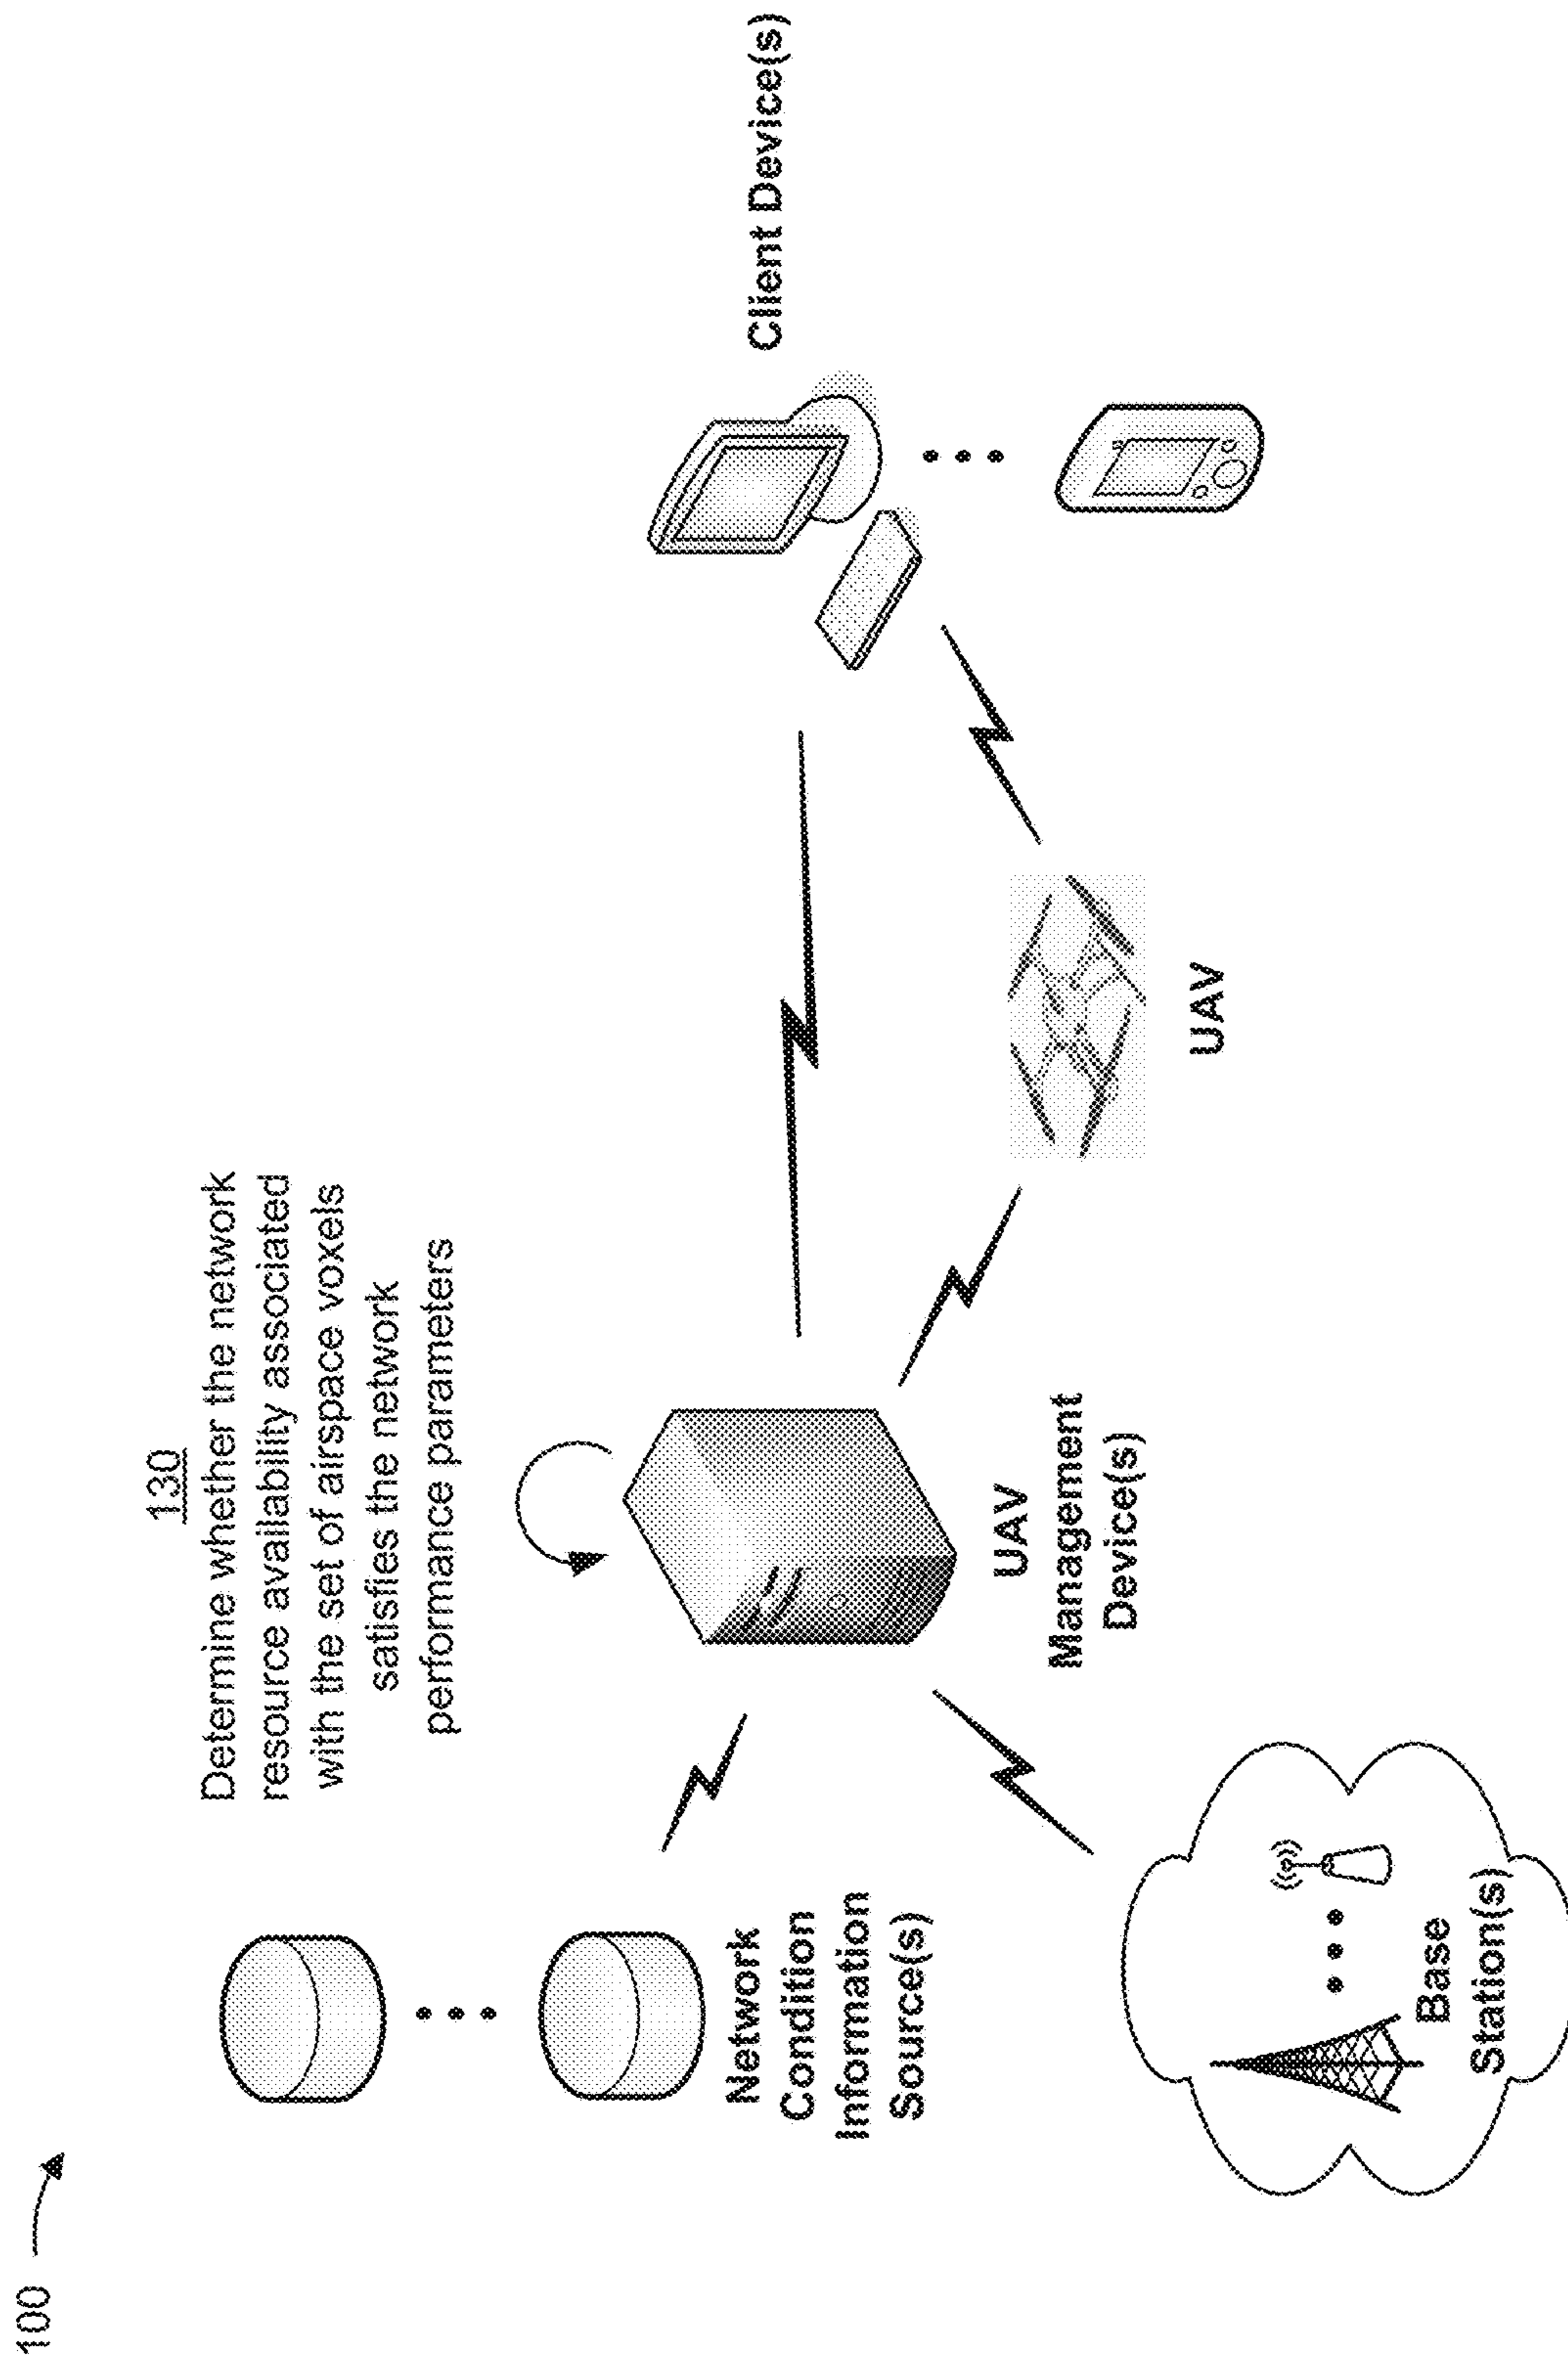 100
130
Determine whether the network
resource availability associated
with the set of airspace voxels
satisfies the network
performance parameters
Network
Condition
Information
Source(s)
UAV
Management
Device(s)
Client Device(s)
UAV
Base
Station(s)